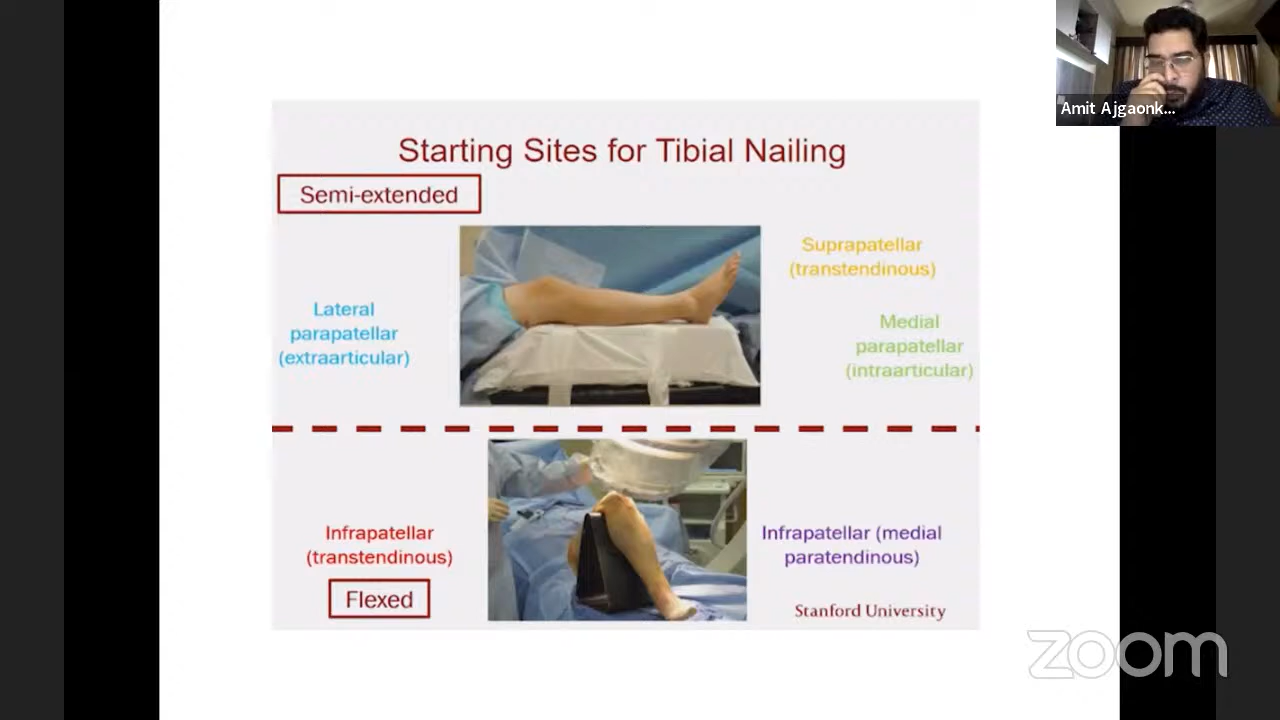 Amit Ajgaonk...
Starting Sites for Tibial Nailing
Semi-extended
Suprapatellar
(transtendinous)
Lateral
parapatellar
(extraarticular)
Medial
parapatellar
(intraarticular)
Infrapatellar
(transtendinous)
Infrapatellar (medial
paratendinous)
Flexed
Stanford University
zoom